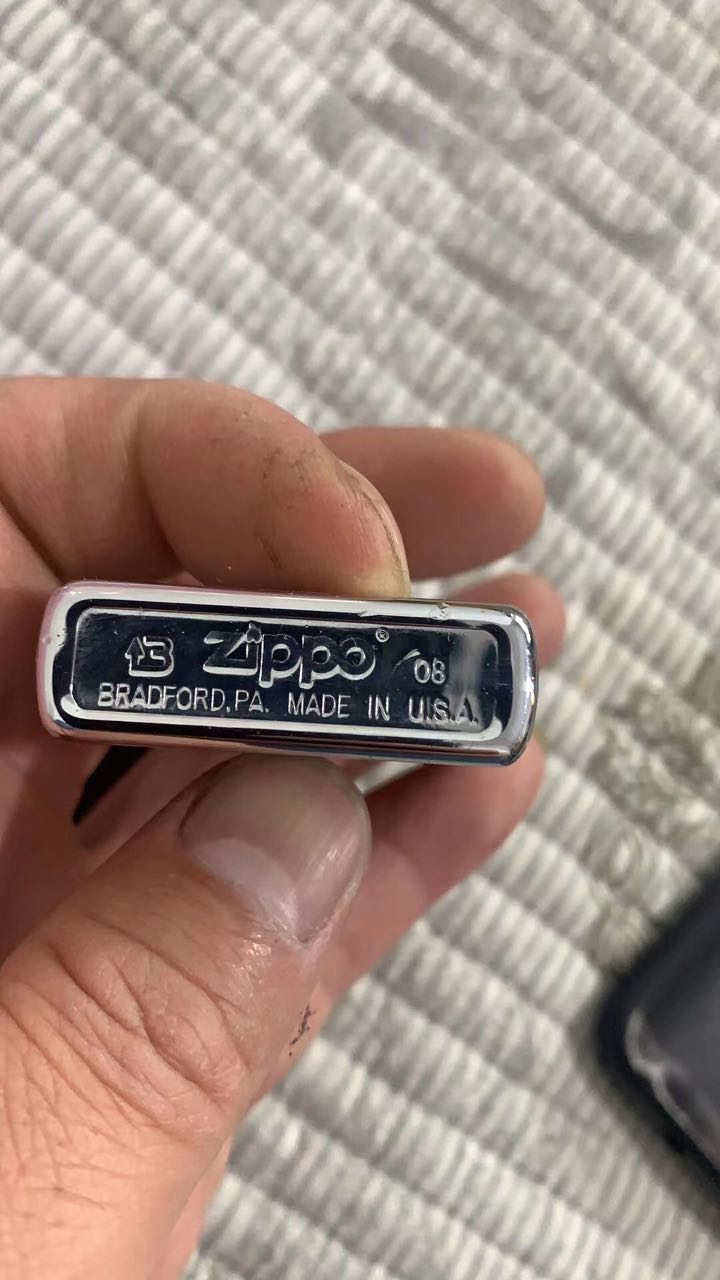 B Zippo® 08
BRADFORD, PA. MADE IN U.S.A.